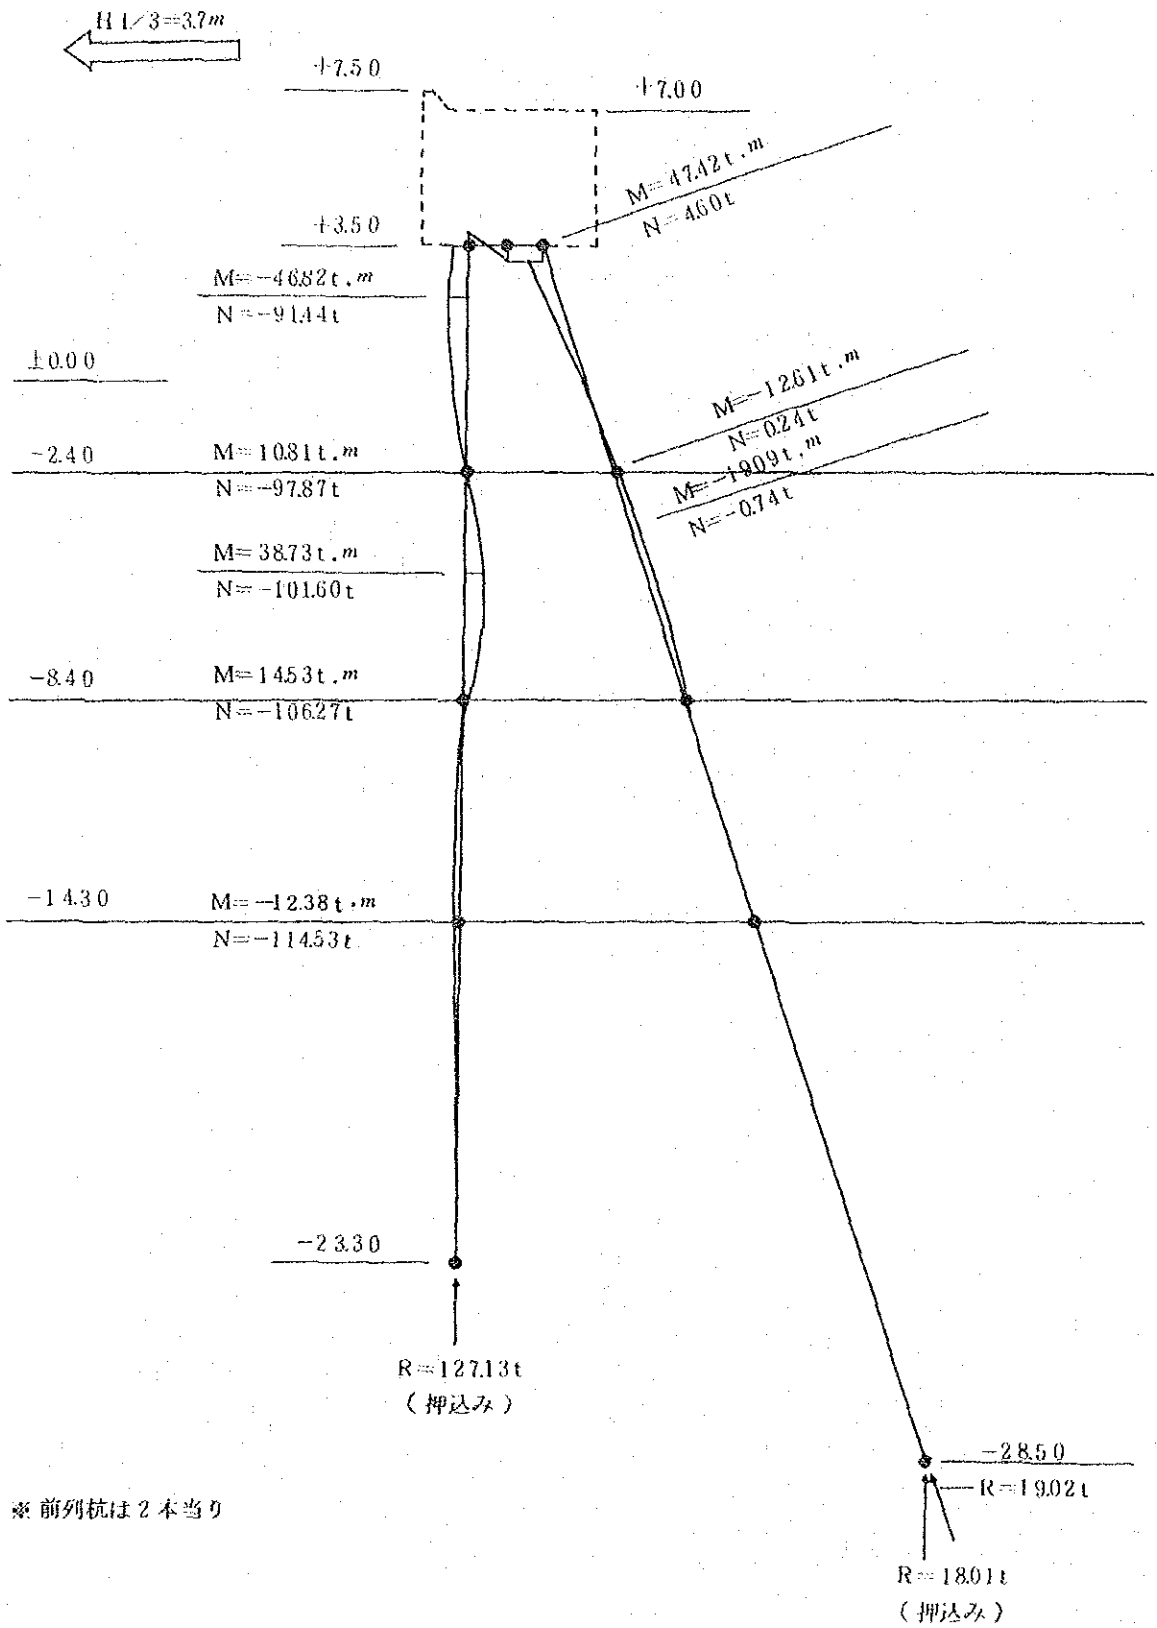 H 1/3=3.7m
+7.50
+7.00
M=47.42t.m
N=4.60t
+3.50
M=-46.82t.m
N=-91.44t
±0.00
M=-12.61t.m
N=0.24t
-2.40
M=10.81t.m
N=-97.87t
M=-19.09t.m
N=-0.74t
M=38.73t.m
N=-101.60t
-8.40
M=14.53t.m
N=-106.27t
-14.30
M=-12.38t.m
N=-114.53t
-23.30
R=127.13t
(押込み)
-28.50
R=19.02t
※前列杭は2本当り
R=18.01t
(押込み)